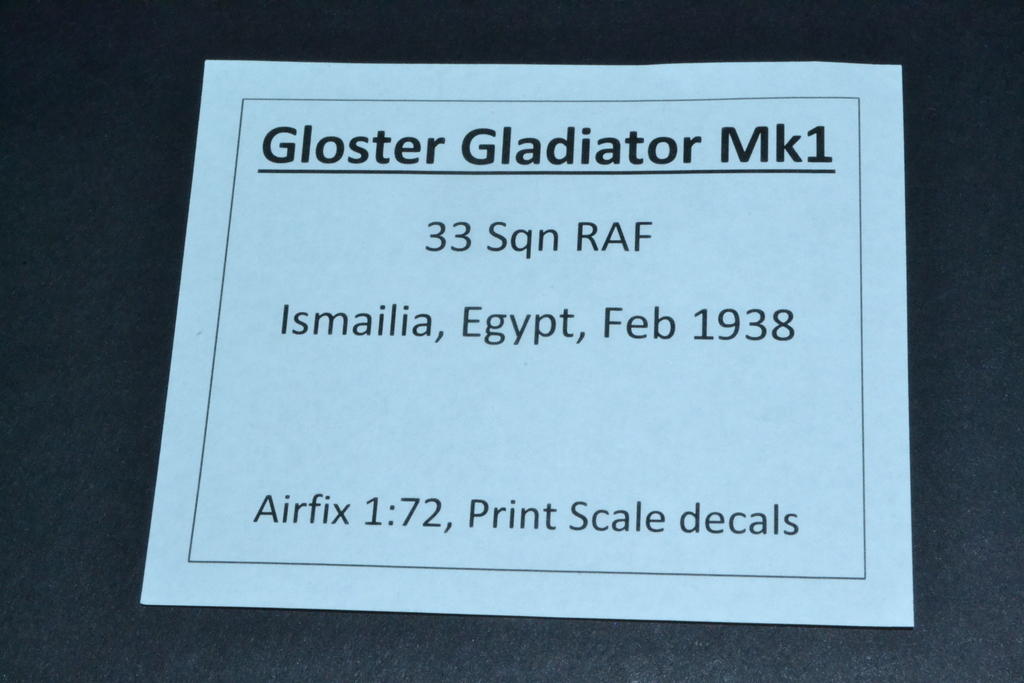 Gloster Gladiator Mk1
33 Sqn RAF
Ismailia, Egypt, Feb 1938
Airfix 1:72, Print Scale decals